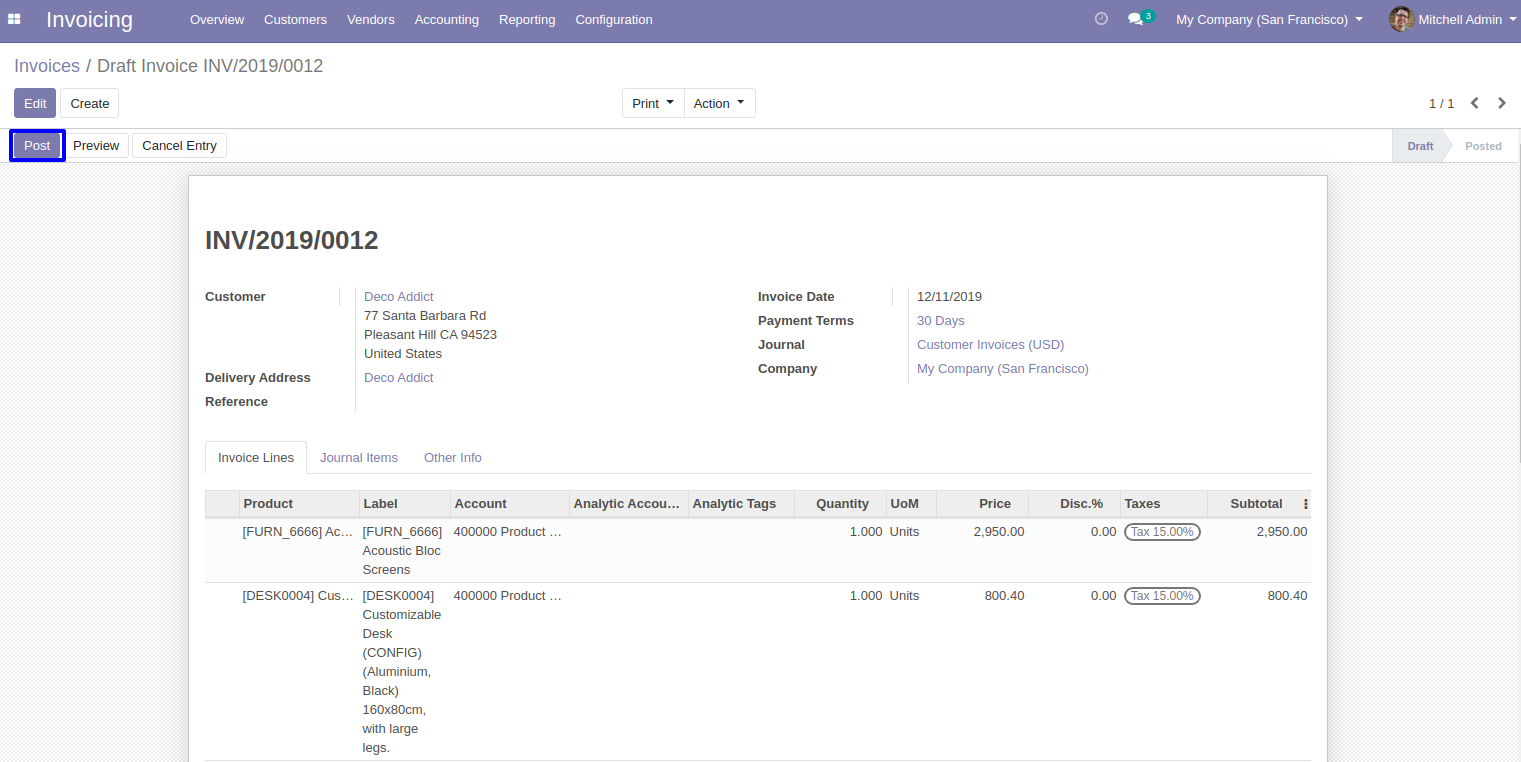 Invoicing Overview Customers Vendors Accounting Reporting Configuration 3 My Company (San Francisco) Mitchell Admin
Invoices / Draft Invoice INV/2019/0012
Edit Create Print Action 1 / 1
Post Preview Cancel Entry Draft Posted
INV/2019/0012
Customer Deco Addict
77 Santa Barbara Rd
Pleasant Hill CA 94523
United States
Delivery Address Deco Addict
Reference
Invoice Date 12/11/2019
Payment Terms 30 Days
Journal Customer Invoices (USD)
Company My Company (San Francisco)
Invoice Lines Journal Items Other Info
Product Label Account Analytic Accou… Analytic Tags Quantity UoM Price Disc.% Taxes Subtotal
[FURN_6666] Ac… [FURN_6666] 400000 Product … 1.000 Units 2,950.00 0.00 Tax 15.00% 2,950.00
Acoustic Bloc
Screens
[DESK0004] Cus… [DESK0004] 400000 Product … 1.000 Units 800.40 0.00 Tax 15.00% 800.40
Customizable
Desk
(CONFIG)
(Aluminium,
Black)
160x80cm,
with large
legs.